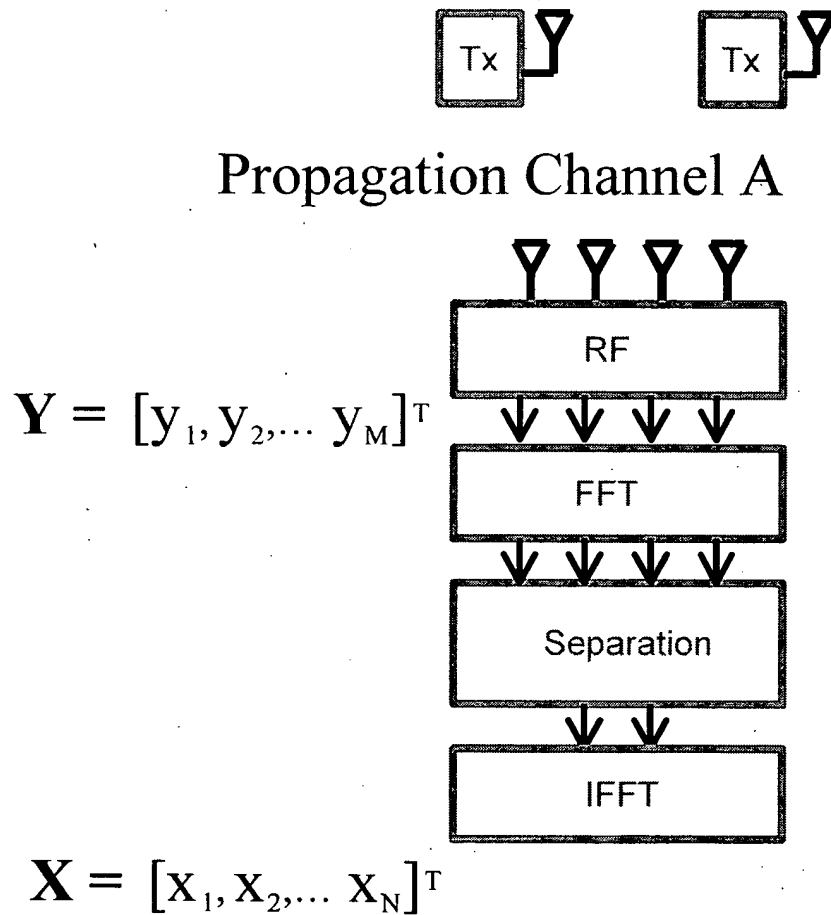 Tx Tx
Propagation Channel A
RF
Y = [y₁, y₂,... y_M]ᵀ
FFT
Separation
IFFT
X = [x₁, x₂,... x_N]ᵀ